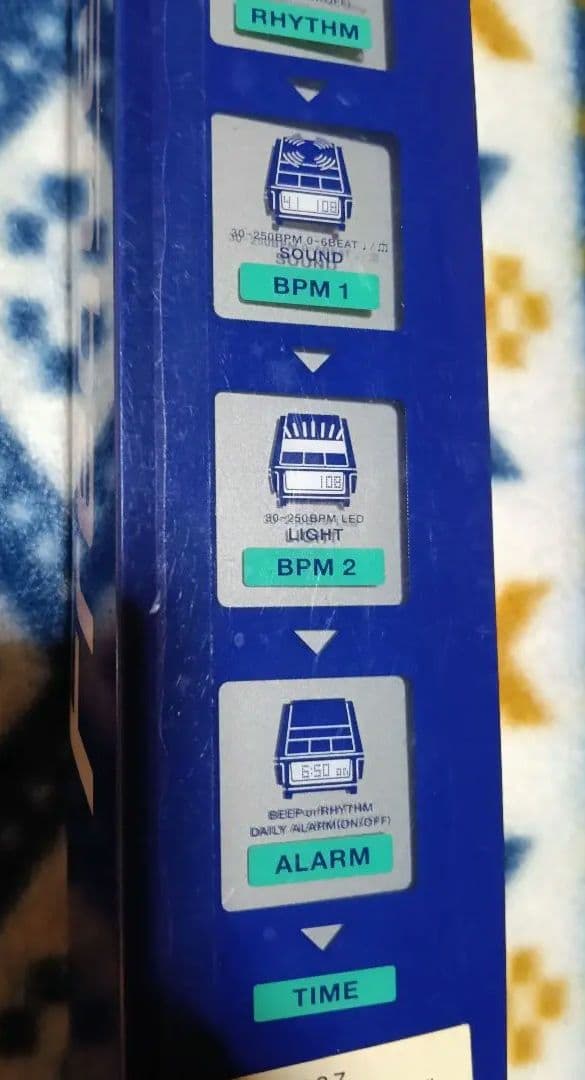 RHYTHM
41 108
30~250BPM 0-6BEAT ♩/♫
SOUND
BPM 1
108
30~250BPM LED
LIGHT
BPM 2
6:50 on
BEEP or RHYTHM
DAILY ALARM(ON/OFF)
ALARM
TIME